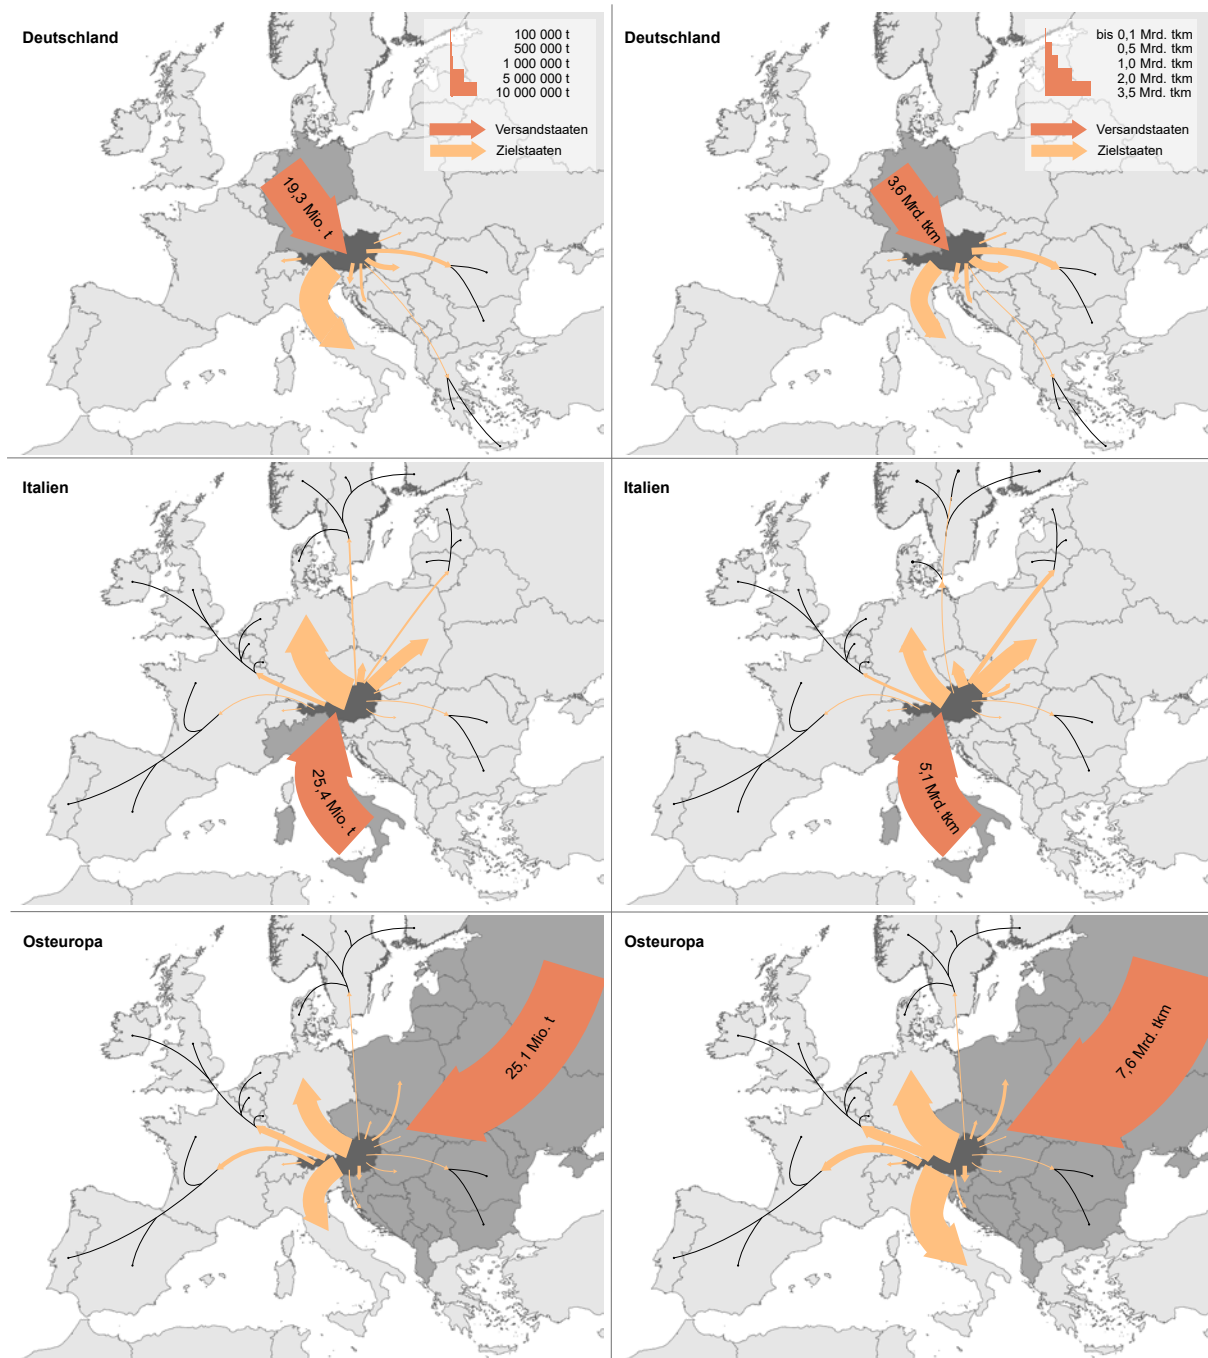 Deutschland
100 000 t
500 000 t
1 000 000 t
5 000 000 t
10 000 000 t
Versandstaaten
Zielstaaten
19,3 Mio. t
Deutschland
bis 0,1 Mrd. tkm
0,5 Mrd. tkm
1,0 Mrd. tkm
2,0 Mrd. tkm
3,5 Mrd. tkm
Versandstaaten
Zielstaaten
3,6 Mrd. tkm
Italien
25,4 Mio. t
Italien
5,1 Mrd. tkm
Osteuropa
25,1 Mio. t
Osteuropa
7,6 Mrd. tkm